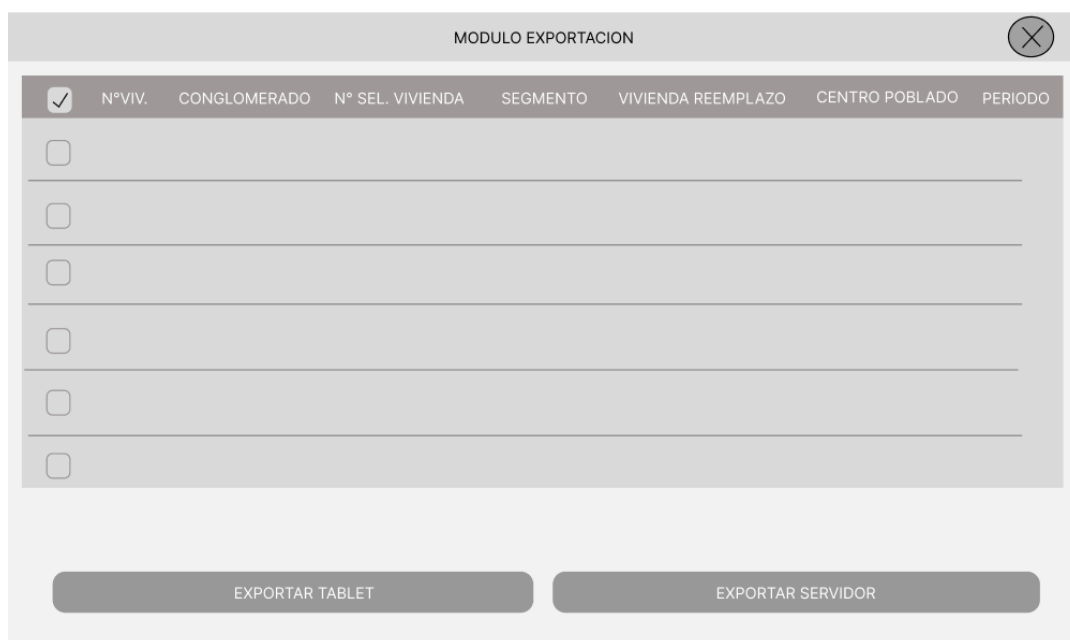 MODULO EXPORTACION
N°VIV. CONGLOMERADO N° SEL. VIVIENDA SEGMENTO VIVIENDA REEMPLAZO CENTRO POBLADO PERIODO
EXPORTAR TABLET EXPORTAR SERVIDOR